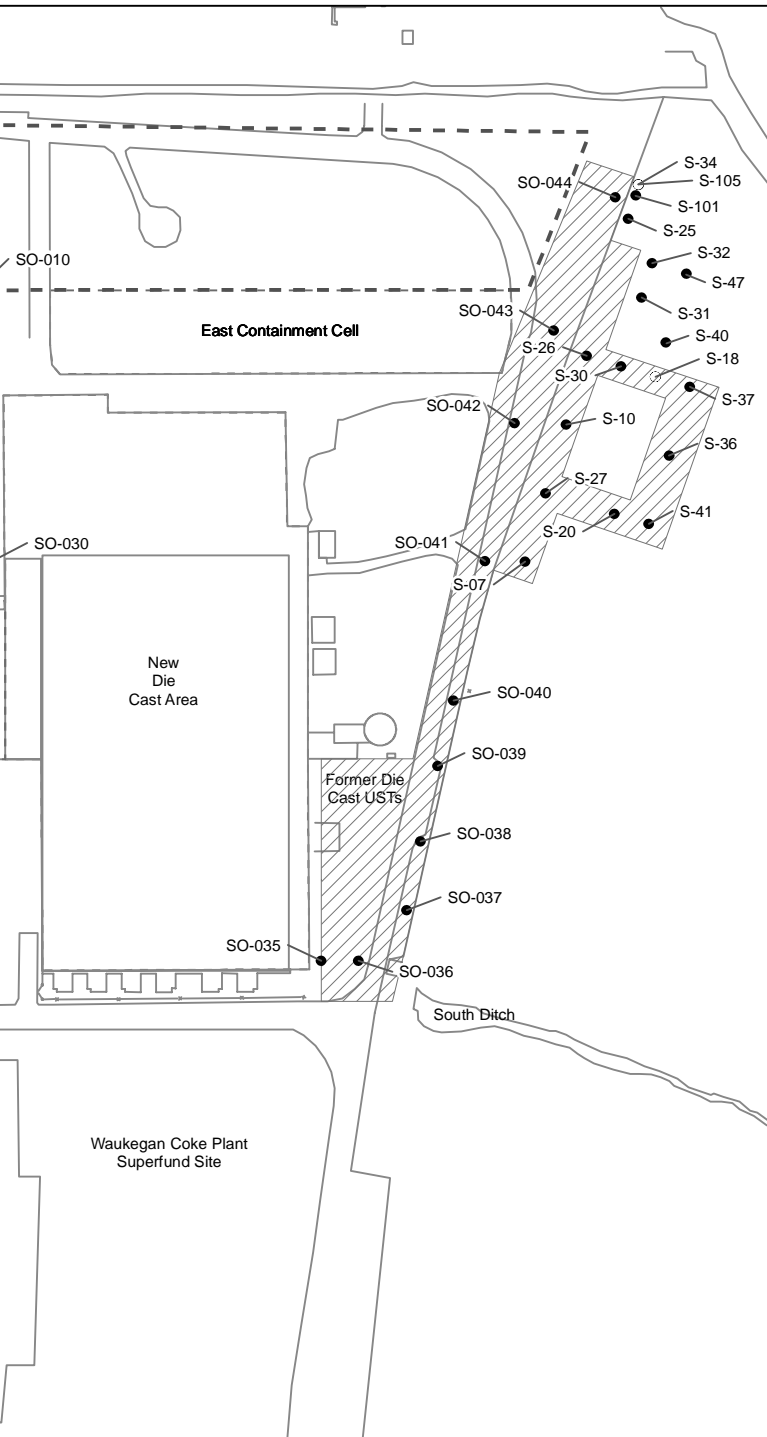 S-34
S-105
SO-044
S-101
S-25
S-32
SO-010
S-47
SO-043
S-31
East Containment Cell
S-40
S-26
S-18
S-30
S-37
SO-042
S-10
S-36
S-27
S-41
S-20
SO-041
SO-030
S-07
New
Die
Cast Area
SO-040
SO-039
Former Die
Cast USTs
SO-038
SO-037
SO-035
SO-036
South Ditch
Waukegan Coke Plant
Superfund Site